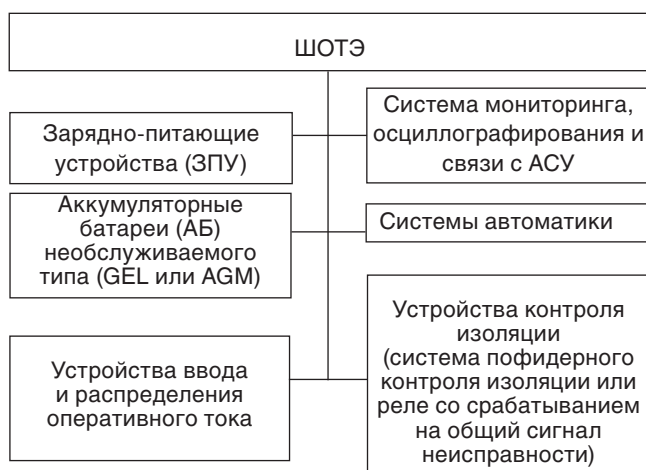 ШОТЭ
Зарядно-питающие
устройства (ЗПУ)
Система мониторинга,
осциллографирования и
связи с АСУ
Аккумуляторные
батареи (АБ)
необслуживаемого
типа (GEL или AGM)
Системы автоматики
Устройства ввода
и распределения
оперативного тока
Устройства контроля
изоляции
(система пофидерного
контроля изоляции или
реле со срабатыванием
на общий сигнал
неисправности)